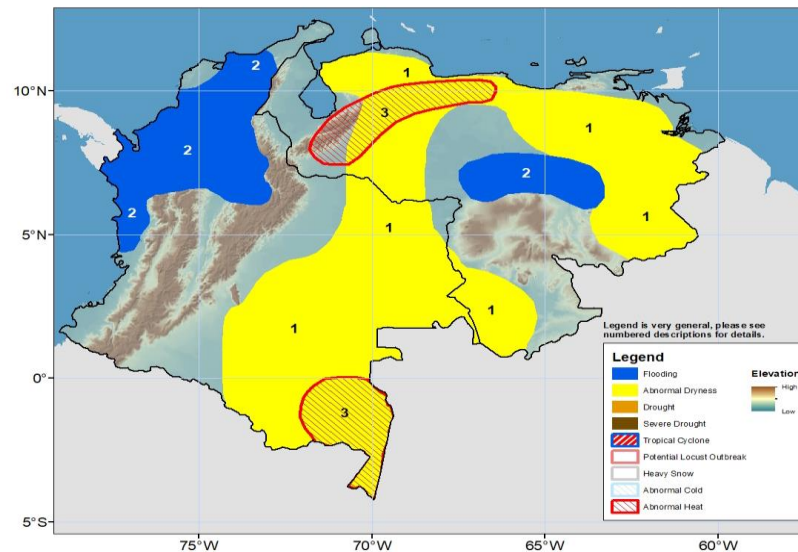 10°N
5°N
0°
5°S
75°W
70°W
65°W
60°W
2
1
3
2
1
2
2
1
1
1
1
3
Legend is very general, please see
numbered descriptions for details.
Legend
Flooding
Abnormal Dryness
Drought
Severe Drought
Tropical Cyclone
Potential Locust Outbreak
Heavy Snow
Abnormal Cold
Abnormal Heat
Elevation
High
Low